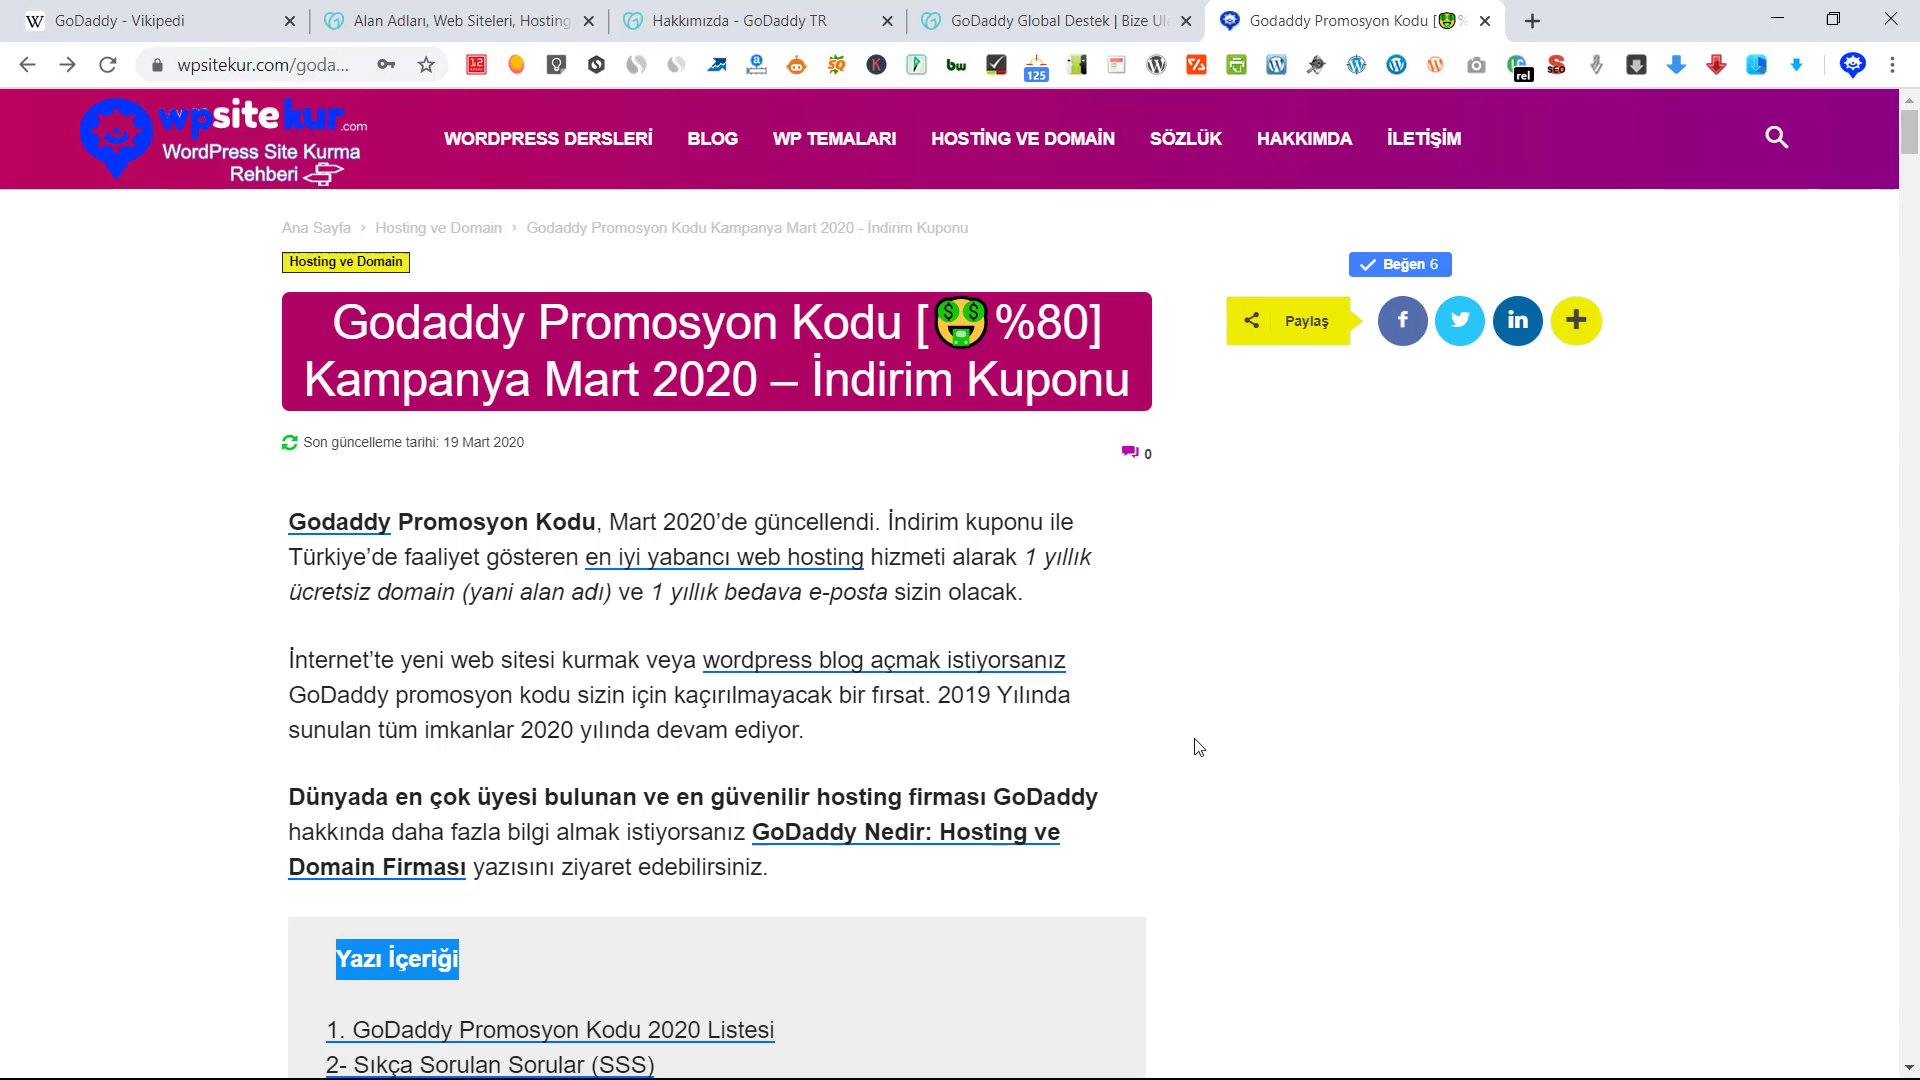 GoDaddy - Vikipedi
Alan Adları, Web Siteleri, Hosting
Hakkımızda - GoDaddy TR
GoDaddy Global Destek | Bize Ul
Godaddy Promosyon Kodu [🤑%
wpsitekur.com/goda...
12
125
rel
SEO
wpsitekur.com
WordPress Site Kurma
Rehberi
WORDPRESS DERSLERİ
BLOG
WP TEMALARI
HOSTİNG VE DOMAİN
SÖZLÜK
HAKKIMDA
İLETİŞİM
Ana Sayfa › Hosting ve Domain › Godaddy Promosyon Kodu Kampanya Mart 2020 - İndirim Kuponu
Hosting ve Domain
Beğen 6
Godaddy Promosyon Kodu [🤑%80]
Kampanya Mart 2020 – İndirim Kuponu
Paylaş
Son güncelleme tarihi: 19 Mart 2020
0
Godaddy Promosyon Kodu, Mart 2020’de güncellendi. İndirim kuponu ile
Türkiye’de faaliyet gösteren en iyi yabancı web hosting hizmeti alarak 1 yıllık
ücretsiz domain (yani alan adı) ve 1 yıllık bedava e-posta sizin olacak.
İnternet’te yeni web sitesi kurmak veya wordpress blog açmak istiyorsanız
GoDaddy promosyon kodu sizin için kaçırılmayacak bir fırsat. 2019 Yılında
sunulan tüm imkanlar 2020 yılında devam ediyor.
Dünyada en çok üyesi bulunan ve en güvenilir hosting firması GoDaddy
hakkında daha fazla bilgi almak istiyorsanız GoDaddy Nedir: Hosting ve
Domain Firması yazısını ziyaret edebilirsiniz.
Yazı İçeriği
1. GoDaddy Promosyon Kodu 2020 Listesi
2- Sıkça Sorulan Sorular (SSS)